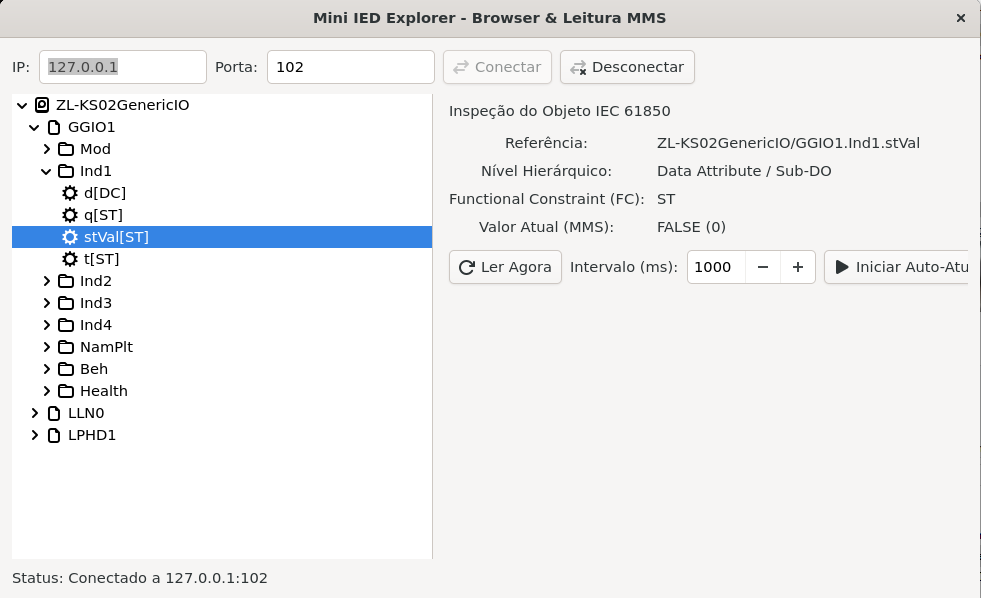 Mini IED Explorer - Browser & Leitura MMS
IP: 127.0.0.1 Porta: 102 Conectar Desconectar
ZL-KS02GenericIO
GGIO1
Mod
Ind1
d[DC]
q[ST]
stVal[ST]
t[ST]
Ind2
Ind3
Ind4
NamPlt
Beh
Health
LLN0
LPHD1
Inspeção do Objeto IEC 61850
Referência: ZL-KS02GenericIO/GGIO1.Ind1.stVal
Nível Hierárquico: Data Attribute / Sub-DO
Functional Constraint (FC): ST
Valor Atual (MMS): FALSE (0)
Ler Agora Intervalo (ms): 1000 Iniciar Auto-Atu
Status: Conectado a 127.0.0.1:102